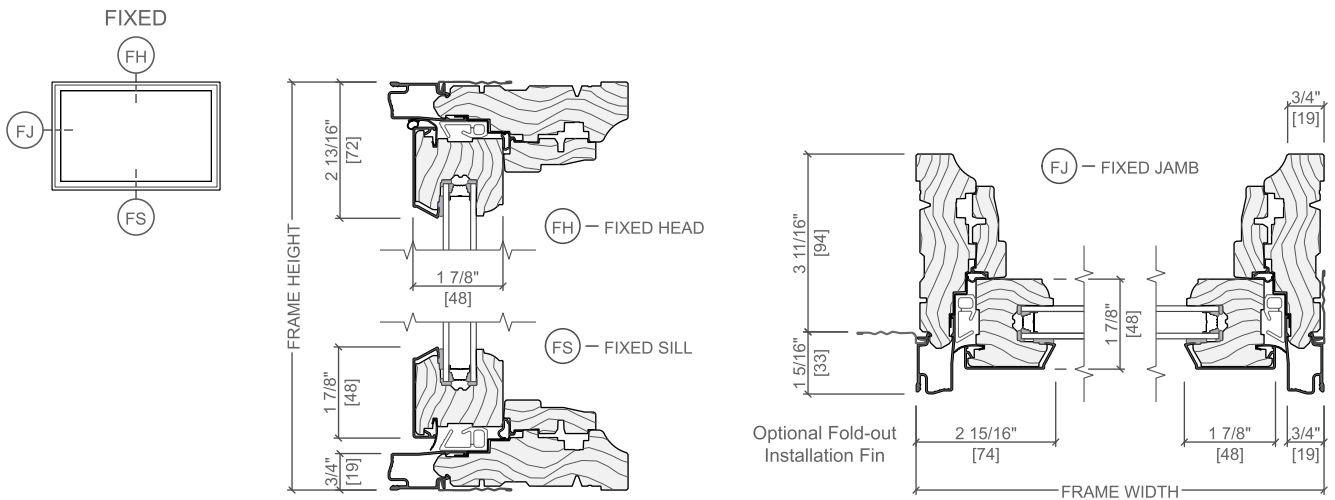 FIXED
FH
FJ
FS
FRAME HEIGHT
2 13/16"
[72]
FH – FIXED HEAD
1 7/8"
[48]
FS – FIXED SILL
1 7/8"
[48]
3/4"
[19]
3/4"
[19]
FJ – FIXED JAMB
3 11/16"
[94]
1 5/16"
[33]
1 7/8"
[48]
Optional Fold-out
Installation Fin
2 15/16"
[74]
1 7/8"
[48]
3/4"
[19]
FRAME WIDTH